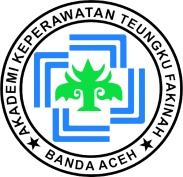 ★ AKADEMI KEPERAWATAN TEUNGKU FAKINAH ★
BANDA ACEH